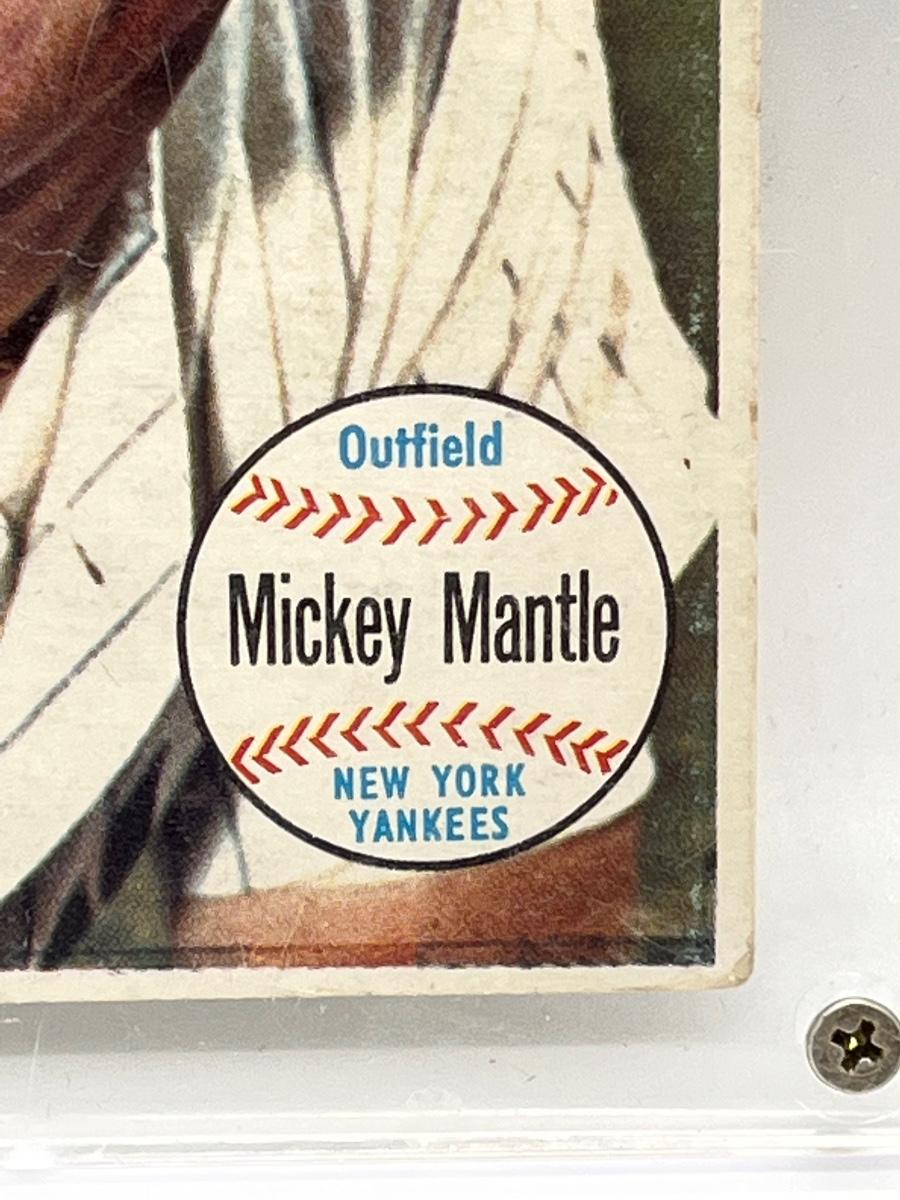 Outfield
Mickey Mantle
NEW YORK
YANKEES